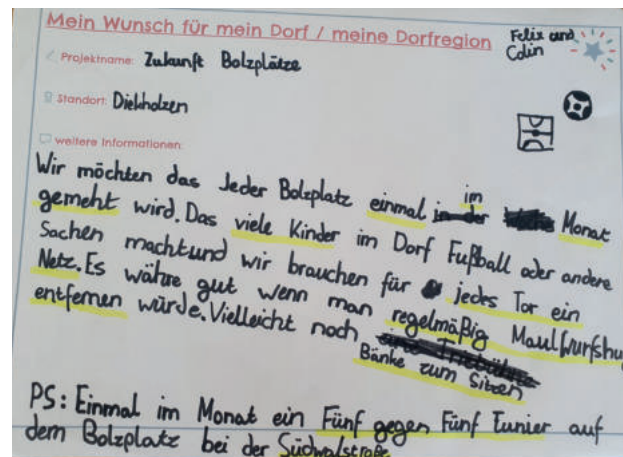 Mein Wunsch für mein Dorf / meine Dorfregion
Felix und
Colin
Projektname: Zukunft Bolzplätze
Standort: Diekholzen
weitere Informationen:
Wir möchten das Jeder Bolzplatz einmal im Monat
gemeht wird. Das viele Kinder im Dorf Fußball oder andere
Sachen macht und wir brauchen für jedes Tor ein
Netz. Es währe gut wenn man regelmäßig Maulfwurfshu
entfernen würde. Vielleicht noch
Bänke zum Sitzen
PS: Einmal im Monat ein Fünf gegen Fünf Tunier auf
dem Bolzplatz bei der Südwalstraße